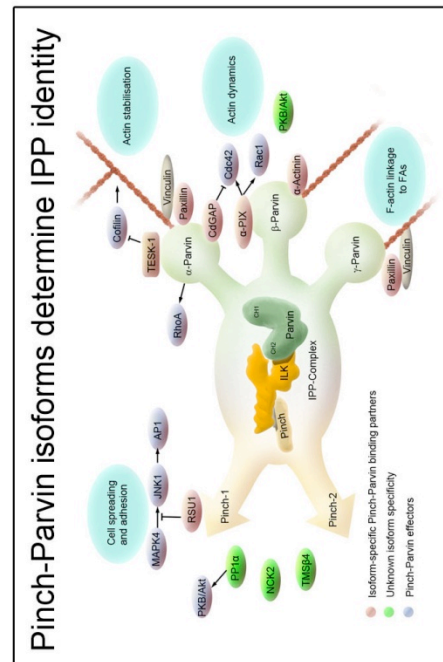 Pinch-Parvin isoforms determine IPP identity
Cell spreading
and adhesion
MAPK4
JNK1
AP1
RSU1
PKB/Akt
PP1α
NCK2
TMSβ4
Pinch-1
Pinch-2
Pinch
ILK
CH2
CH1
Parvin
IPP-Complex
RhoA
α-Parvin
TESK-1
Cofilin
Actin stabilisation
Vinculin
Paxillin
CdGAP
Cdc42
α-PIX
Rac1
Actin dynamics
PKB/Akt
β-Parvin
α-Actinin
γ-Parvin
Paxillin
Vinculin
F-actin linkage
to FAs
Isoform-specific Pinch-Parvin binding partners
Unknown isoform specificity
Pinch-Parvin effectors